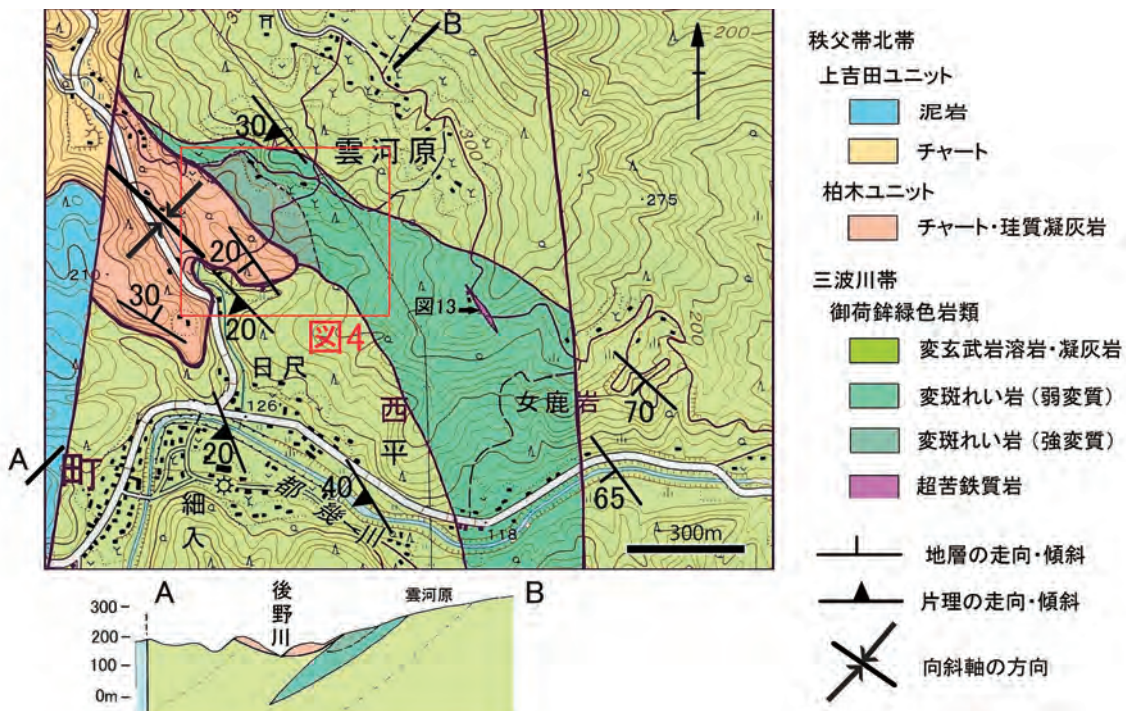 B
200
300
30
雲河原
275
210
20
30
20
図4
図13
200
日尺
126
女鹿岩
70
A
町
20
西平
細入
都幾川
40
118
65
300m
秩父帯北帯
上吉田ユニット
泥岩
チャート
柏木ユニット
チャート・珪質凝灰岩
三波川帯
御荷鉾緑色岩類
変玄武岩溶岩・凝灰岩
変斑れい岩(弱変質)
変斑れい岩(強変質)
超苦鉄質岩
地層の走向・傾斜
片理の走向・傾斜
向斜軸の方向
A
後野川
雲河原
B
300
200
100
0m